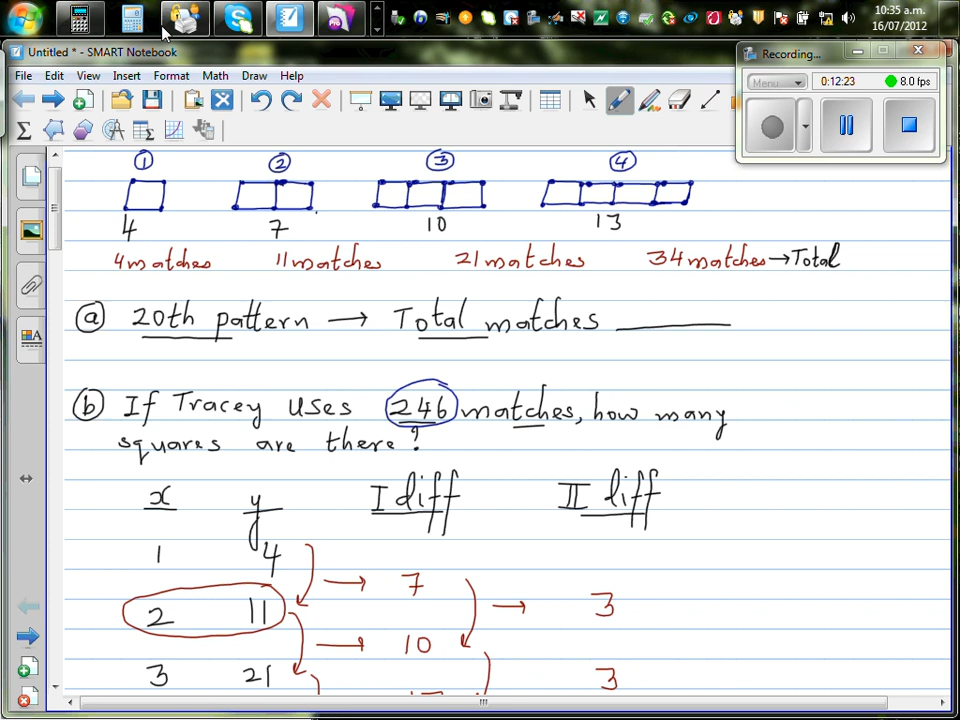 10:35 a.m.
16/07/2012
Untitled * - SMART Notebook
File Edit View Insert Format Math Draw Help
Recording...
Menu
0:12:23
8.0 fps
1 2 3 4
4 7 10 13
4 matches 11 matches 21 matches 34 matches → Total
a 20th pattern → Total matches ______
b If Tracey Uses 246 matches, how many
squares are there?
x y I diff II diff
1 4
7
2 11 3
10
3 21 3